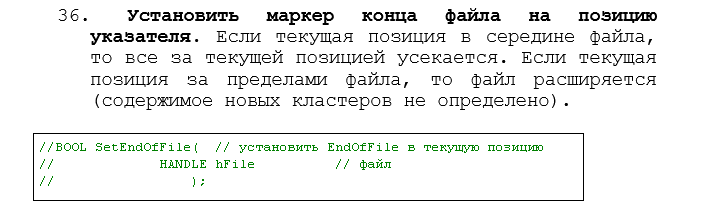 36. Установить маркер конца файла на позицию
указателя. Если текущая позиция в середине файла,
то все за текущей позицией усекается. Если текущая
позиция за пределами файла, то файл расширяется
(содержимое новых кластеров не определено).
//BOOL SetEndOfFile( // установить EndOfFile в текущую позицию
// HANDLE hFile // файл
// );